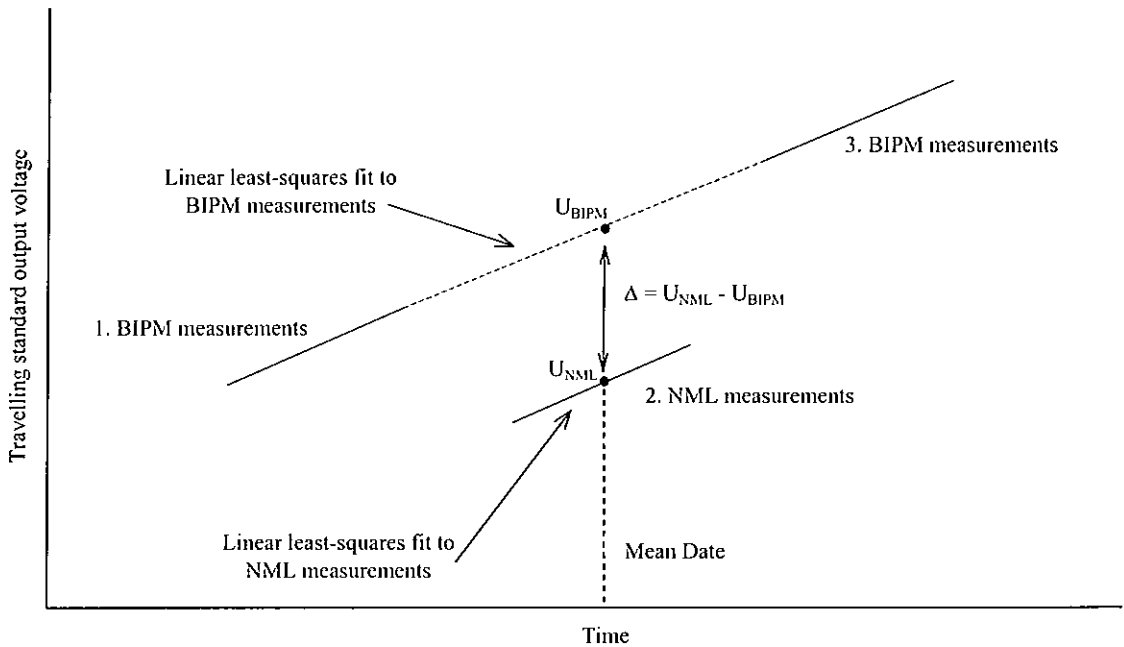 Travelling standard output voltage
3. BIPM measurements
Linear least-squares fit to
BIPM measurements
U_BIPM
Δ = U_NML - U_BIPM
1. BIPM measurements
U_NML
2. NML measurements
Linear least-squares fit to
NML measurements
Mean Date
Time